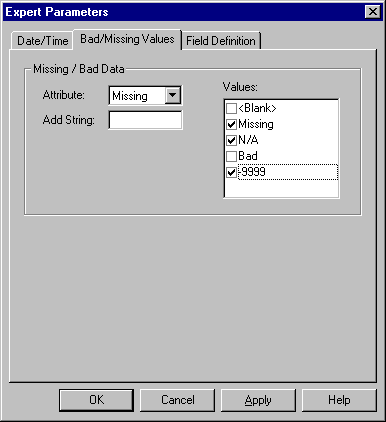 Expert Parameters
Date/Time Bad/Missing Values Field Definition
Missing / Bad Data
Attribute: Missing
Add String:
Values:
<Blank>
Missing
N/A
Bad
-9999
OK Cancel Apply Help